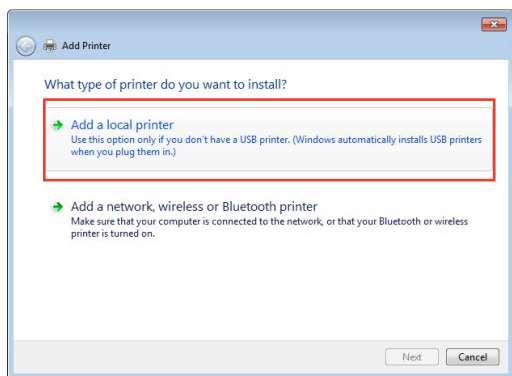 Add Printer
What type of printer do you want to install?
Add a local printer
Use this option only if you don't have a USB printer. (Windows automatically installs USB printers
when you plug them in.)
Add a network, wireless or Bluetooth printer
Make sure that your computer is connected to the network, or that your Bluetooth or wireless
printer is turned on.
Next Cancel